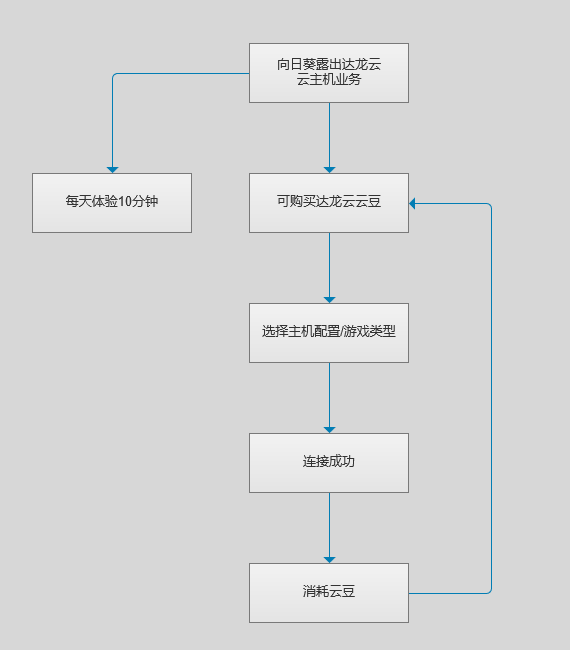 向日葵露出达龙云
云主机业务
每天体验10分钟
可购买达龙云云豆
选择主机配置/游戏类型
连接成功
消耗云豆